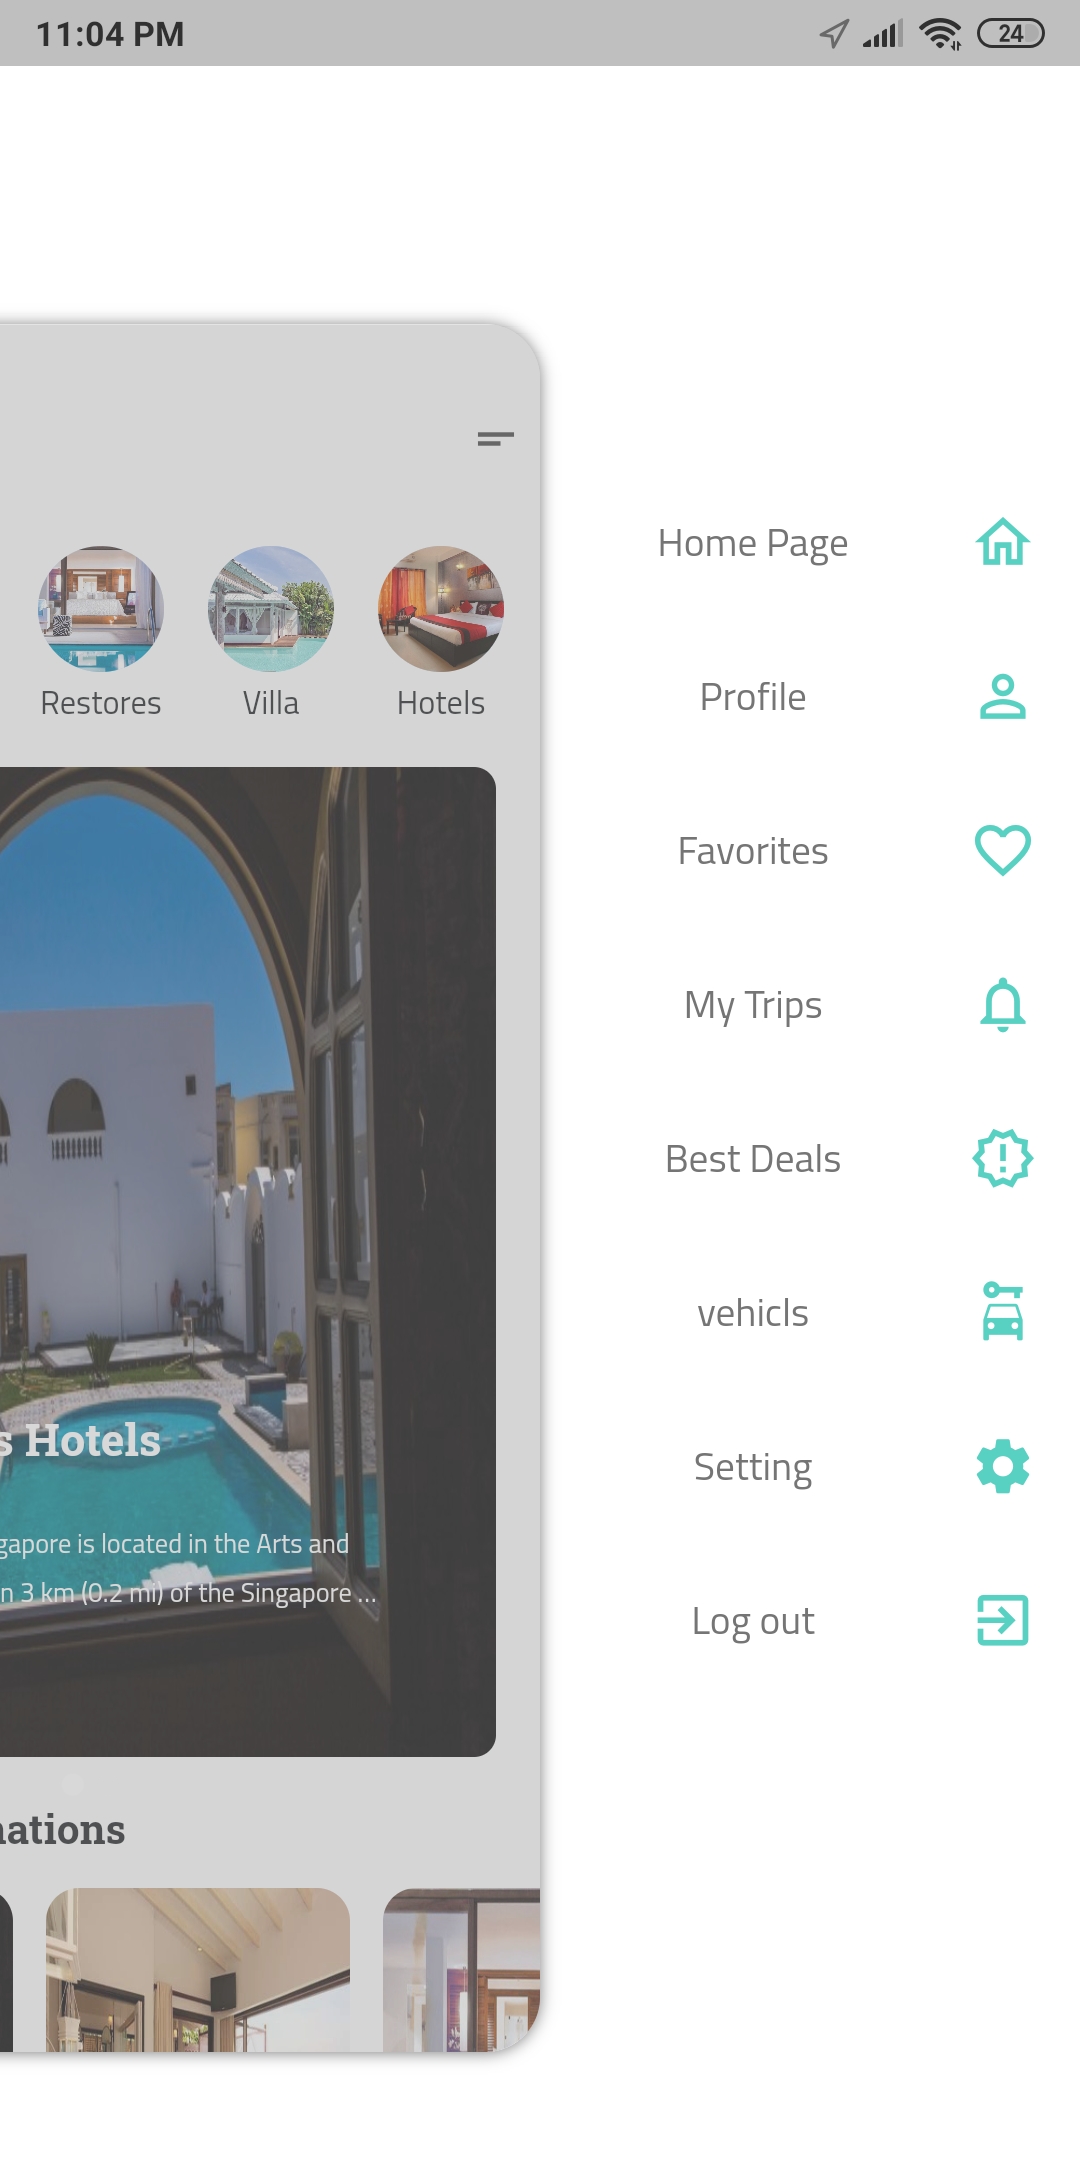 11:04 PM
24
Restores
Villa
Hotels
s Hotels
gapore is located in the Arts and
n 3 km (0.2 mi) of the Singapore ...
nations
Home Page
Profile
Favorites
My Trips
Best Deals
vehicls
Setting
Log out